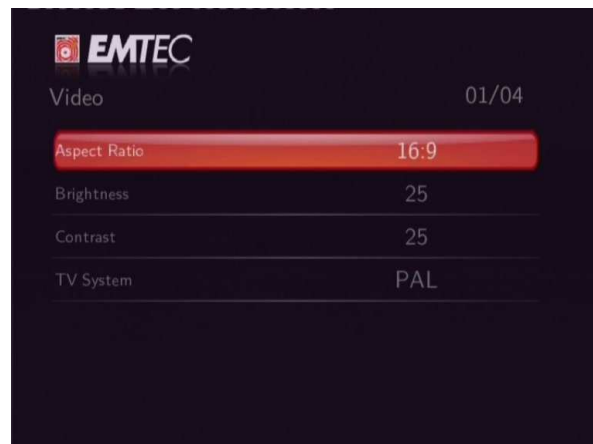 EMTEC
Video 01/04
Aspect Ratio 16:9
Brightness 25
Contrast 25
TV System PAL